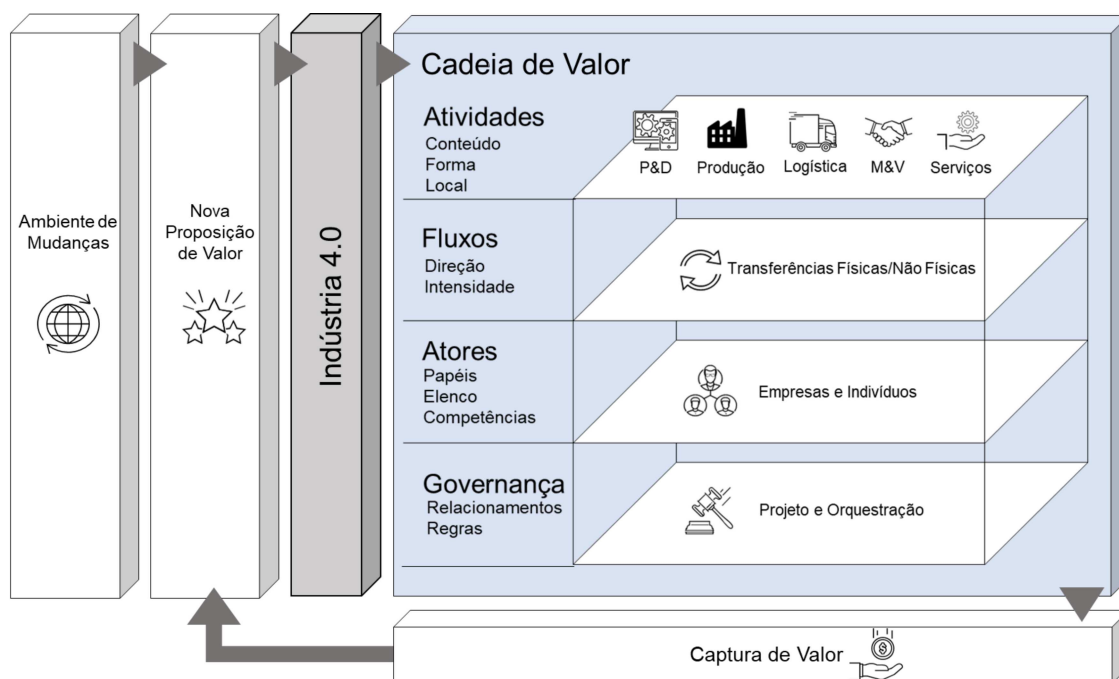 Ambiente de
Mudanças
Nova
Proposição
de Valor
Indústria 4.0
Cadeia de Valor
Atividades
Conteúdo
Forma
Local
P&D
Produção
Logística
M&V
Serviços
Fluxos
Direção
Intensidade
Transferências Físicas/Não Físicas
Atores
Papéis
Elenco
Competências
Empresas e Indivíduos
Governança
Relacionamentos
Regras
Projeto e Orquestração
Captura de Valor
$